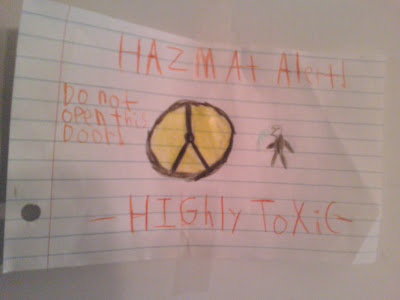 HAZMAt Alert!
Do not
open this
Door!
- HIGhly ToXiC -